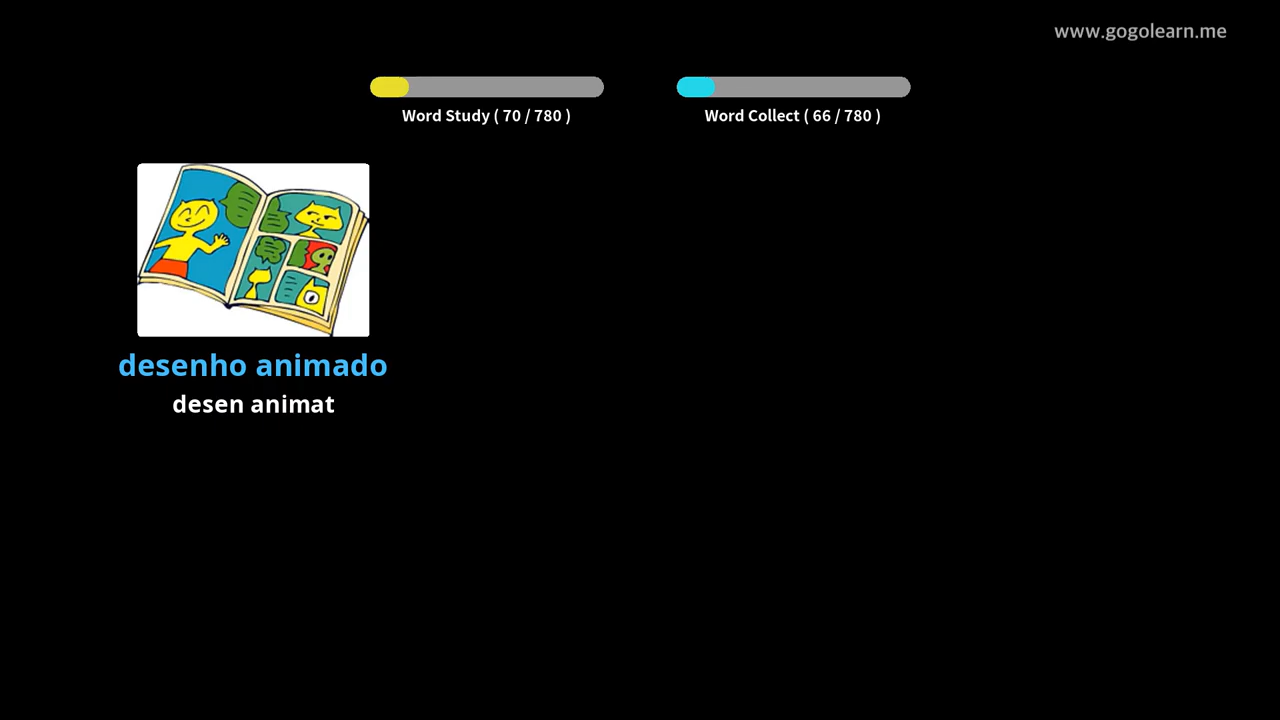 www.gogolearn.me
Word Study ( 70 / 780 )
Word Collect ( 66 / 780 )
desenho animado
desen animat